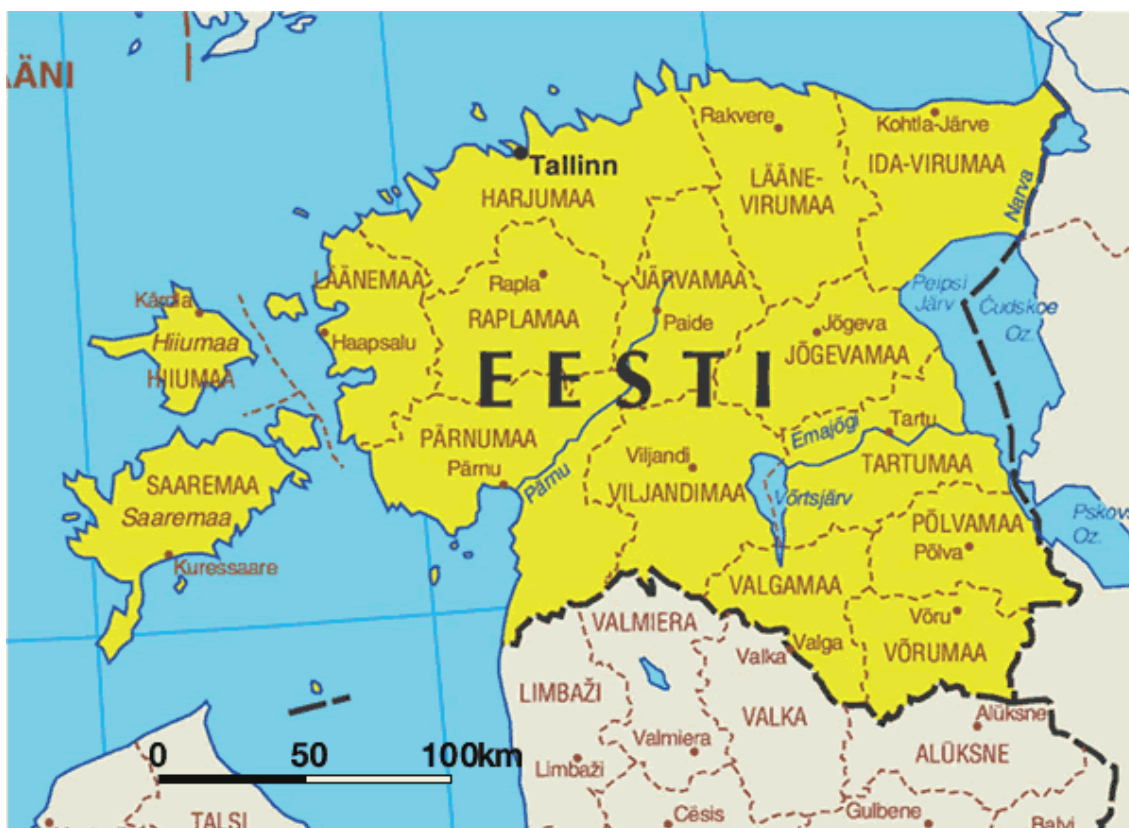 ÄÄNI
Rakvere
Kohtla-Järve
Tallinn
IDA-VIRUMAA
HARJUMAA
LÄÄNE-
VIRUMAA
Narva
LÄÄNEMAA
Rapla
JÄRVAMAA
Peipsi
Järv
Čudskoe
Oz.
Kärdla
Hiiumaa
HIIUMAA
Haapsalu
RAPLAMAA
Paide
Jõgeva
JÕGEVAMAA
EESTI
PÄRNUMAA
Pärnu
Pärnu
Emajõgi
Tartu
TARTUMAA
Viljandi
VILJANDIMAA
Võrtsjärv
SAAREMAA
Saaremaa
Kuressaare
PÕLVAMAA
Põlva
Pskovs
Oz.
VALGAMAA
Võru
VÕRUMAA
VALMIERA
Valka
Valga
LIMBAŽI
VALKA
Valmiera
Limbaži
Alūksne
ALŪKSNE
0 50 100km
TALSI
Cēsis
Gulbene
Balvi